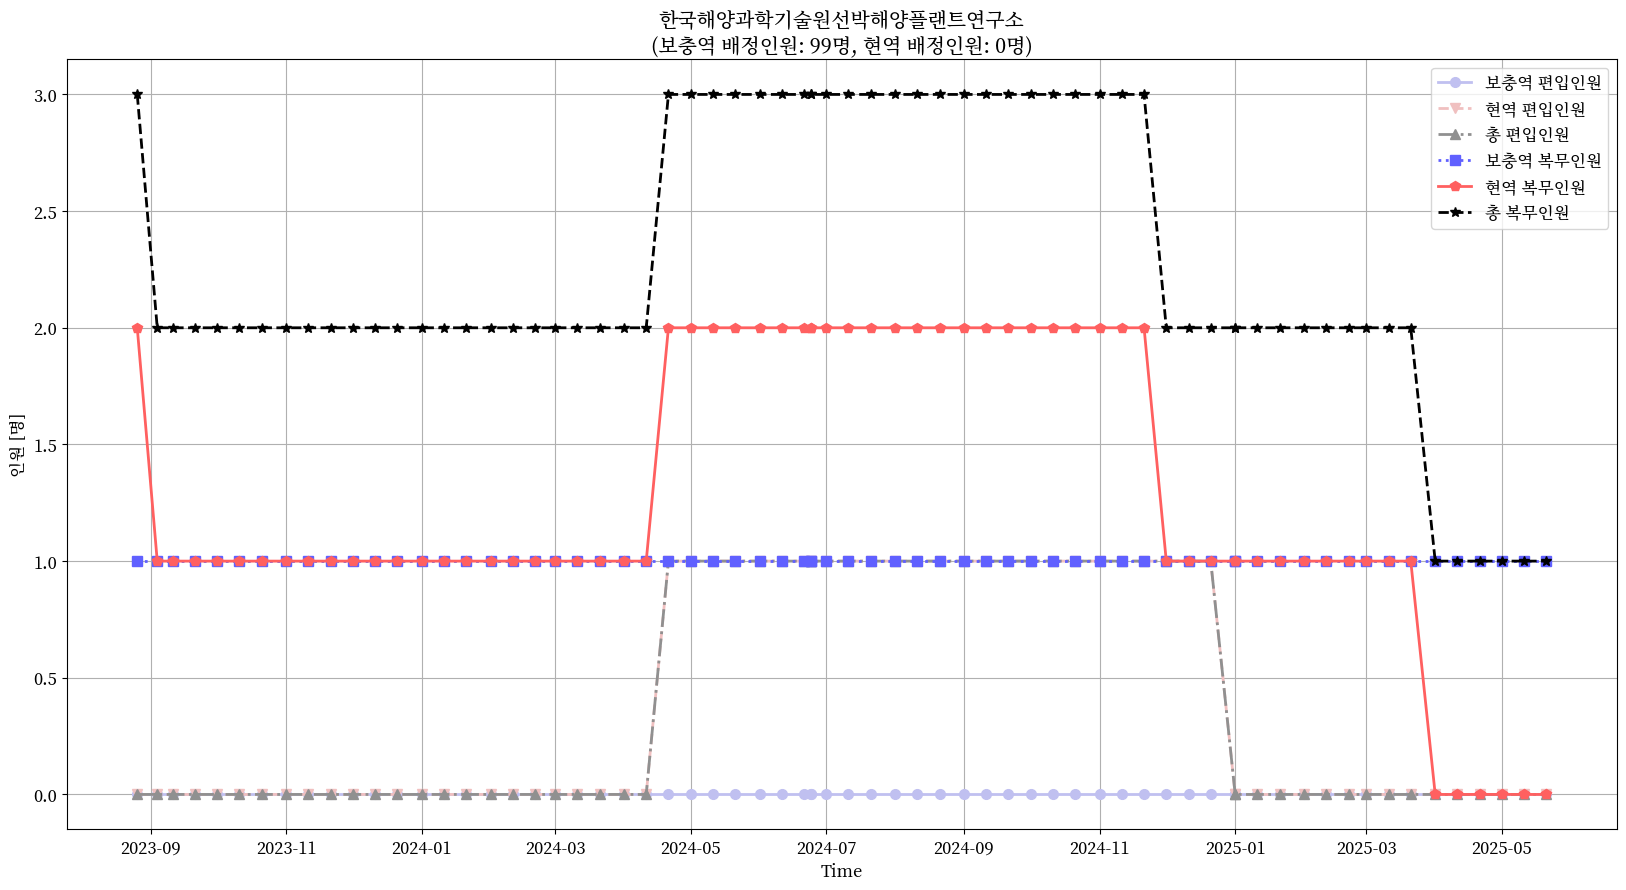 한국해양과학기술원선박해양플랜트연구소
(보충역 배정인원: 99명, 현역 배정인원: 0명)
보충역 편입인원
현역 편입인원
총 편입인원
보충역 복무인원
현역 복무인원
총 복무인원
인원 [명]
3.0
2.5
2.0
1.5
1.0
0.5
0.0
2023-09 2023-11 2024-01 2024-03 2024-05 2024-07 2024-09 2024-11 2025-01 2025-03 2025-05
Time